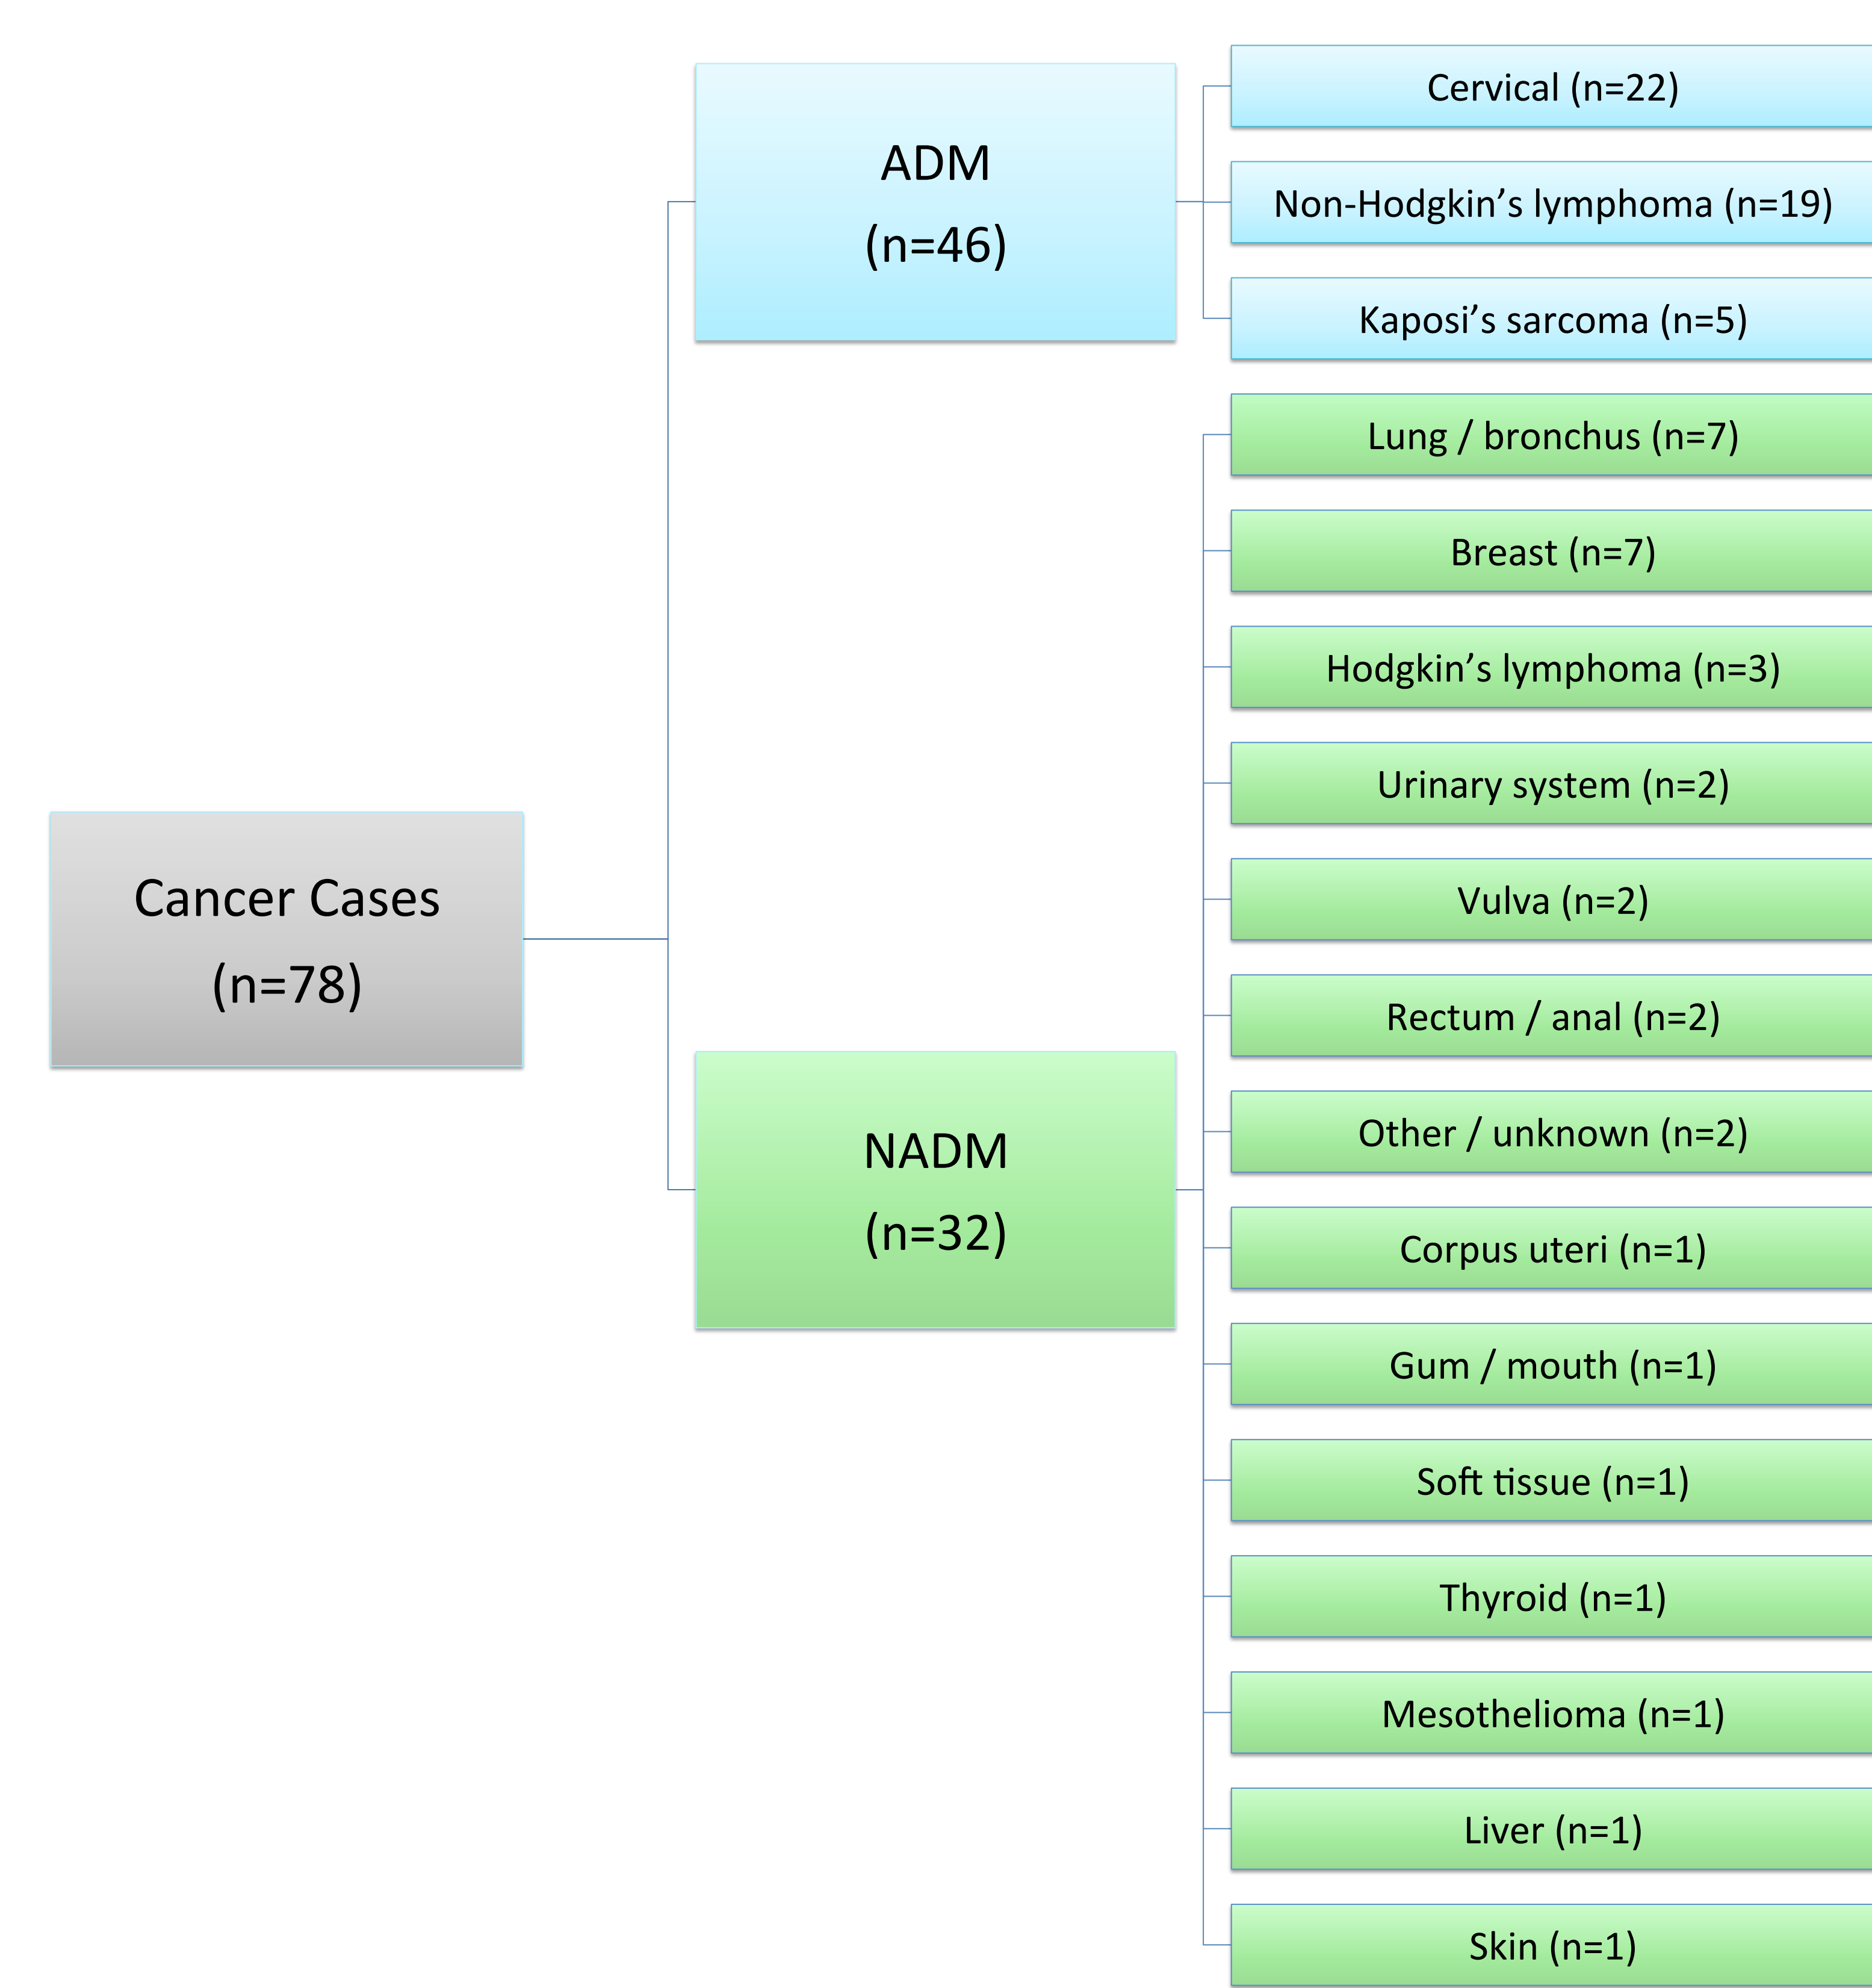 Cancer Cases
(n=78)
ADM
(n=46)
NADM
(n=32)
Cervical (n=22)
Non-Hodgkin’s lymphoma (n=19)
Kaposi’s sarcoma (n=5)
Lung / bronchus (n=7)
Breast (n=7)
Hodgkin’s lymphoma (n=3)
Urinary system (n=2)
Vulva (n=2)
Rectum / anal (n=2)
Other / unknown (n=2)
Corpus uteri (n=1)
Gum / mouth (n=1)
Soft tissue (n=1)
Thyroid (n=1)
Mesothelioma (n=1)
Liver (n=1)
Skin (n=1)